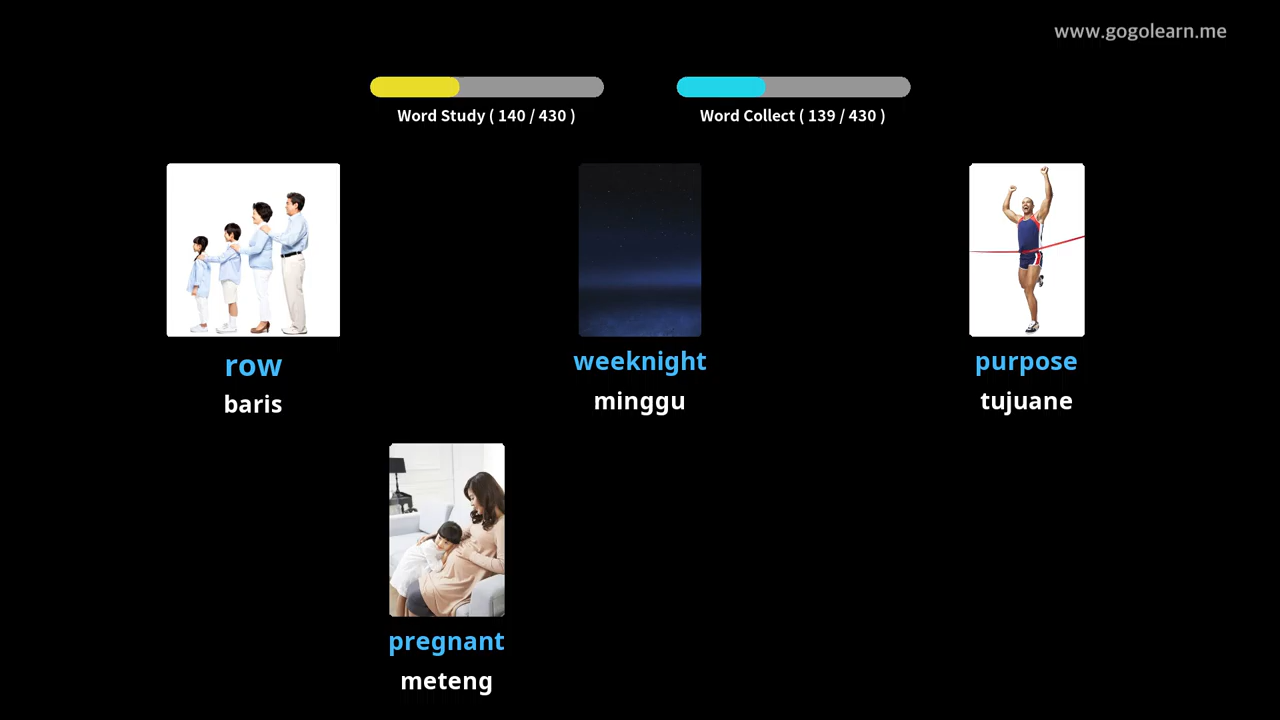 www.gogolearn.me
Word Study ( 140 / 430 )
Word Collect ( 139 / 430 )
row
weeknight
purpose
baris
minggu
tujuane
pregnant
meteng